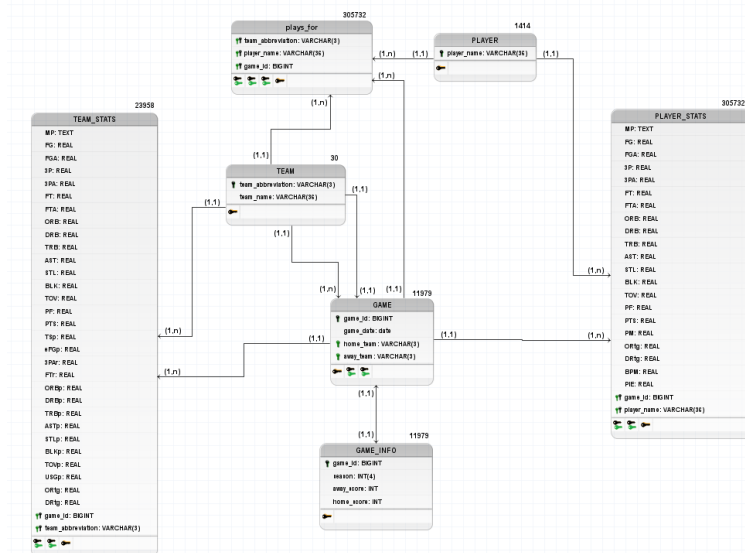 305732
plays_for
team_abbreviation: VARCHAR(3)
player_name: VARCHAR(36)
game_id: BIGINT
1414
PLAYER
player_name: VARCHAR(36)
(1,n)
(1,1)
(1,1)
(1,n)
(1,n)
23958
TEAM_STATS
MP: TEXT
FG: REAL
FGA: REAL
3P: REAL
3PA: REAL
FT: REAL
FTA: REAL
ORB: REAL
DRB: REAL
TRB: REAL
AST: REAL
STL: REAL
BLK: REAL
TOV: REAL
PF: REAL
PTS: REAL
TSp: REAL
eFGp: REAL
3PAr: REAL
FTr: REAL
ORBp: REAL
DRBp: REAL
TRBp: REAL
ASTp: REAL
STLp: REAL
BLKp: REAL
TOVp: REAL
USGp: REAL
ORtg: REAL
DRtg: REAL
game_id: BIGINT
team_abbreviation: VARCHAR(3)
(1,1)
30
TEAM
team_abbreviation: VARCHAR(3)
team_name: VARCHAR(36)
(1,1)
(1,1)
(1,1)
(1,n)
(1,n)
(1,1)
(1,1)
11979
GAME
game_id: BIGINT
game_date: date
home_team: VARCHAR(3)
away_team: VARCHAR(3)
(1,n)
(1,1)
(1,1)
(1,1)
(1,1)
11979
GAME_INFO
game_id: BIGINT
season: INT(4)
away_score: INT
home_score: INT
305732
PLAYER_STATS
MP: TEXT
FG: REAL
FGA: REAL
3P: REAL
3PA: REAL
FT: REAL
FTA: REAL
ORB: REAL
DRB: REAL
TRB: REAL
AST: REAL
STL: REAL
BLK: REAL
TOV: REAL
PF: REAL
PTS: REAL
PM: REAL
ORtg: REAL
DRtg: REAL
BPM: REAL
PIE: REAL
game_id: BIGINT
player_name: VARCHAR(36)
(1,n)
(1,n)